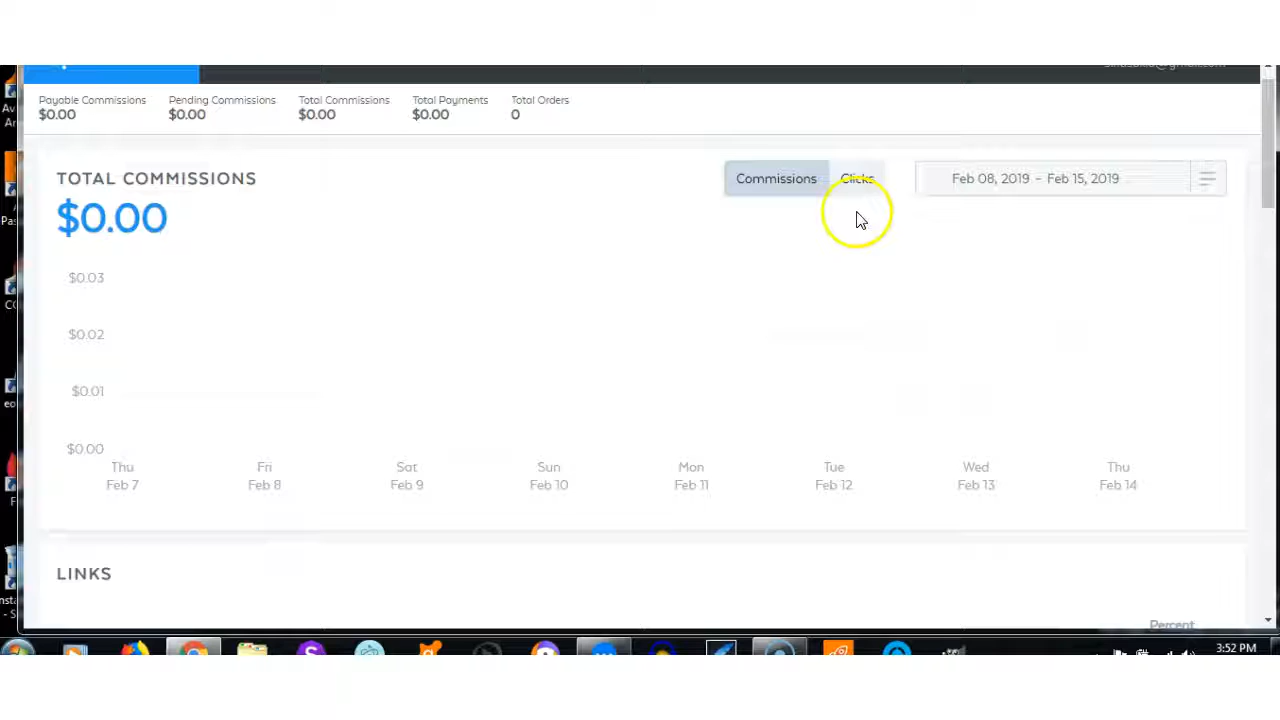 Payable Commissions Pending Commissions Total Commissions Total Payments Total Orders
$0.00 $0.00 $0.00 $0.00 0
TOTAL COMMISSIONS
Commissions Clicks Feb 08, 2019 - Feb 15, 2019
$0.00
$0.03
$0.02
$0.01
$0.00
Thu Fri Sat Sun Mon Tue Wed Thu
Feb 7 Feb 8 Feb 9 Feb 10 Feb 11 Feb 12 Feb 13 Feb 14
LINKS
Percent
3:52 PM